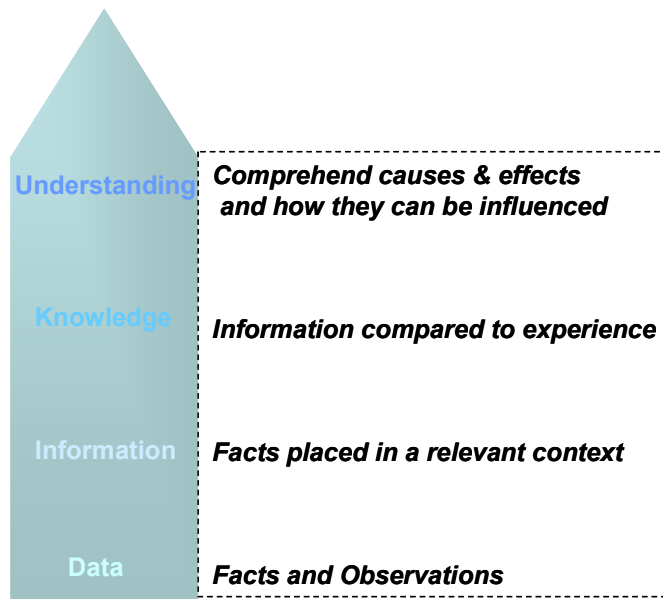 Understanding
Comprehend causes & effects
and how they can be influenced
Knowledge
Information compared to experience
Information
Facts placed in a relevant context
Data
Facts and Observations